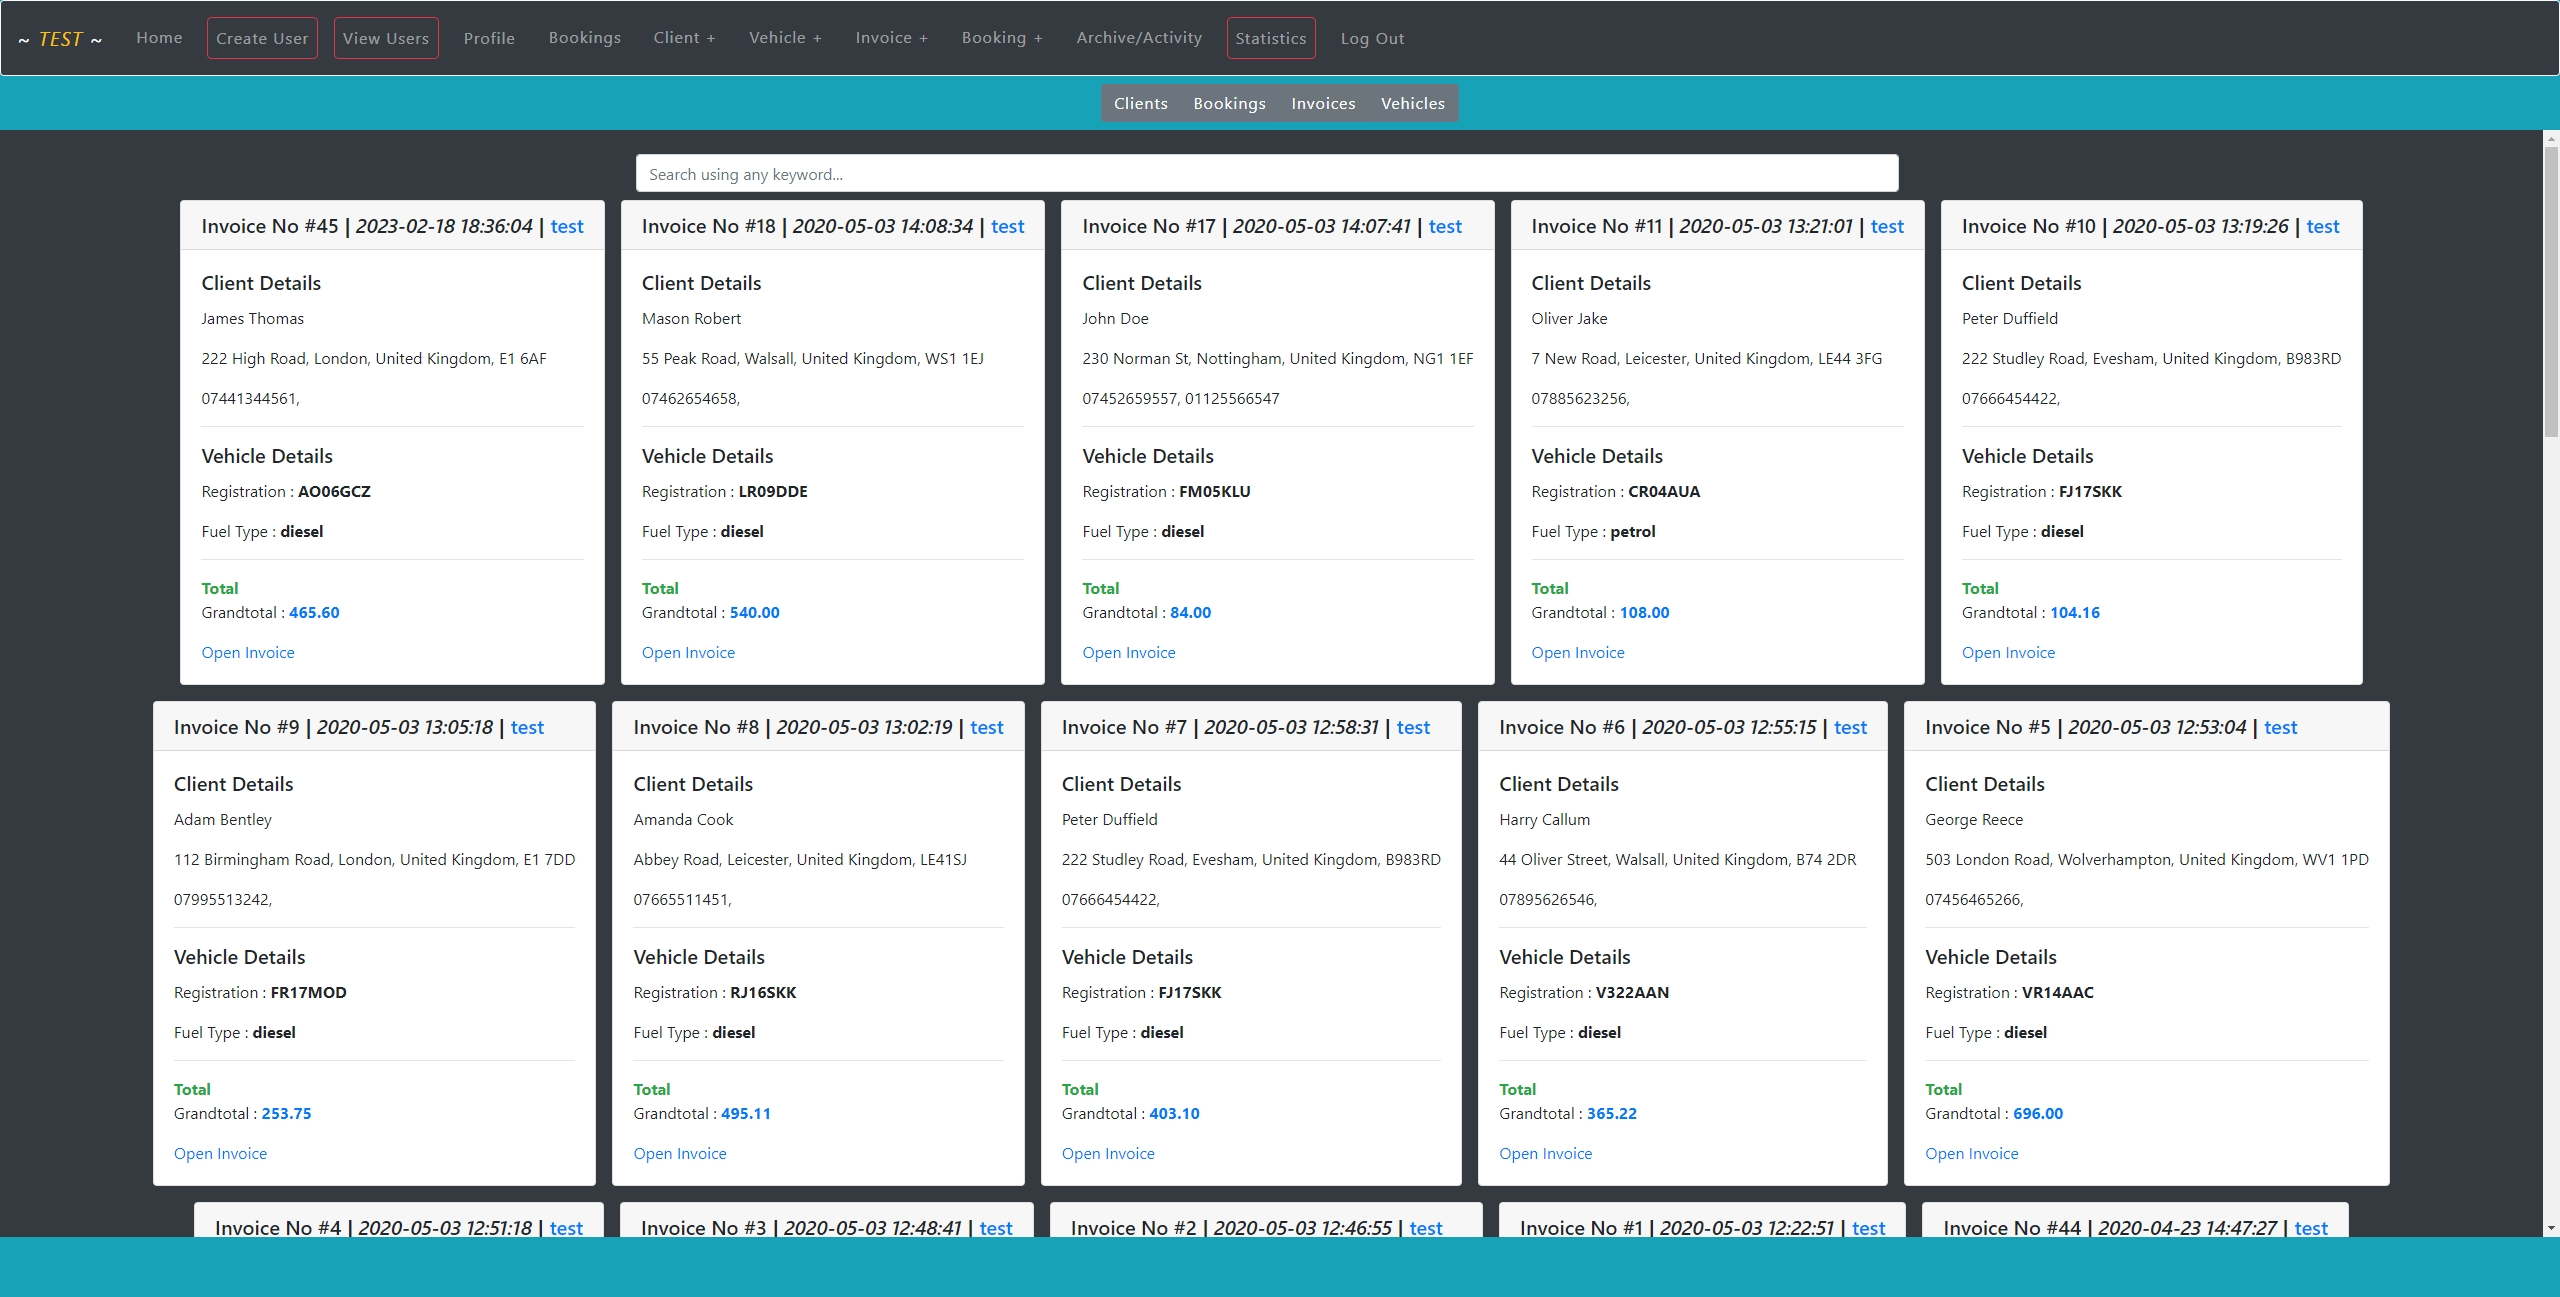 ~ TEST ~ Home Create User View Users Profile Bookings Client + Vehicle + Invoice + Booking + Archive/Activity Statistics Log Out
Clients Bookings Invoices Vehicles
Search using any keyword...
Invoice No #45 | 2023-02-18 18:36:04 | test
Client Details
James Thomas
222 High Road, London, United Kingdom, E1 6AF
07441344561,
Vehicle Details
Registration : AO06GCZ
Fuel Type : diesel
Total
Grandtotal : 465.60
Open Invoice
Invoice No #18 | 2020-05-03 14:08:34 | test
Client Details
Mason Robert
55 Peak Road, Walsall, United Kingdom, WS1 1EJ
07462654658,
Vehicle Details
Registration : LR09DDE
Fuel Type : diesel
Total
Grandtotal : 540.00
Open Invoice
Invoice No #17 | 2020-05-03 14:07:41 | test
Client Details
John Doe
230 Norman St, Nottingham, United Kingdom, NG1 1EF
07452659557, 01125566547
Vehicle Details
Registration : FM05KLU
Fuel Type : diesel
Total
Grandtotal : 84.00
Open Invoice
Invoice No #11 | 2020-05-03 13:21:01 | test
Client Details
Oliver Jake
7 New Road, Leicester, United Kingdom, LE44 3FG
07885623256,
Vehicle Details
Registration : CR04AUA
Fuel Type : petrol
Total
Grandtotal : 108.00
Open Invoice
Invoice No #10 | 2020-05-03 13:19:26 | test
Client Details
Peter Duffield
222 Studley Road, Evesham, United Kingdom, B983RD
07666454422,
Vehicle Details
Registration : FJ17SKK
Fuel Type : diesel
Total
Grandtotal : 104.16
Open Invoice
Invoice No #9 | 2020-05-03 13:05:18 | test
Client Details
Adam Bentley
112 Birmingham Road, London, United Kingdom, E1 7DD
07995513242,
Vehicle Details
Registration : FR17MOD
Fuel Type : diesel
Total
Grandtotal : 253.75
Open Invoice
Invoice No #8 | 2020-05-03 13:02:19 | test
Client Details
Amanda Cook
Abbey Road, Leicester, United Kingdom, LE41SJ
07665511451,
Vehicle Details
Registration : RJ16SKK
Fuel Type : diesel
Total
Grandtotal : 495.11
Open Invoice
Invoice No #7 | 2020-05-03 12:58:31 | test
Client Details
Peter Duffield
222 Studley Road, Evesham, United Kingdom, B983RD
07666454422,
Vehicle Details
Registration : FJ17SKK
Fuel Type : diesel
Total
Grandtotal : 403.10
Open Invoice
Invoice No #6 | 2020-05-03 12:55:15 | test
Client Details
Harry Callum
44 Oliver Street, Walsall, United Kingdom, B74 2DR
07895626546,
Vehicle Details
Registration : V322AAN
Fuel Type : diesel
Total
Grandtotal : 365.22
Open Invoice
Invoice No #5 | 2020-05-03 12:53:04 | test
Client Details
George Reece
503 London Road, Wolverhampton, United Kingdom, WV1 1PD
07456465266,
Vehicle Details
Registration : VR14AAC
Fuel Type : diesel
Total
Grandtotal : 696.00
Open Invoice
Invoice No #4 | 2020-05-03 12:51:18 | test
Invoice No #3 | 2020-05-03 12:48:41 | test
Invoice No #2 | 2020-05-03 12:46:55 | test
Invoice No #1 | 2020-05-03 12:22:51 | test
Invoice No #44 | 2020-04-23 14:47:27 | test